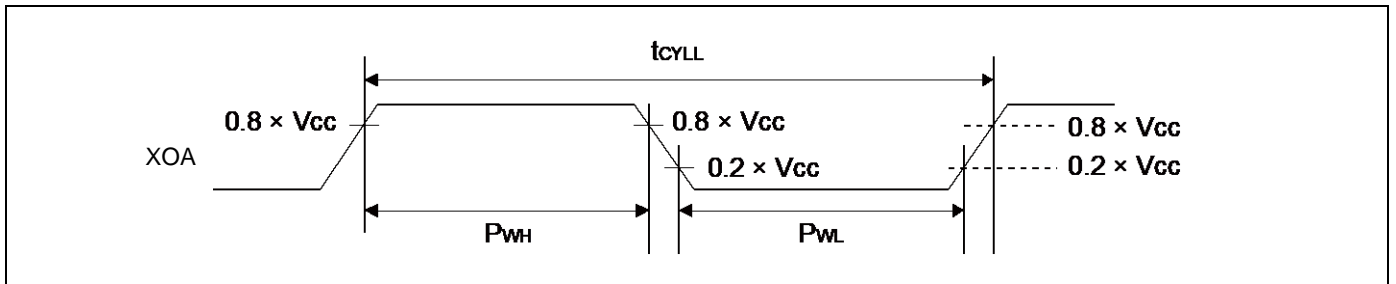 tCYLL
0.8 × Vcc
0.8 × Vcc
0.8 × Vcc
XOA
0.2 × Vcc
0.2 × Vcc
PWH
PWL